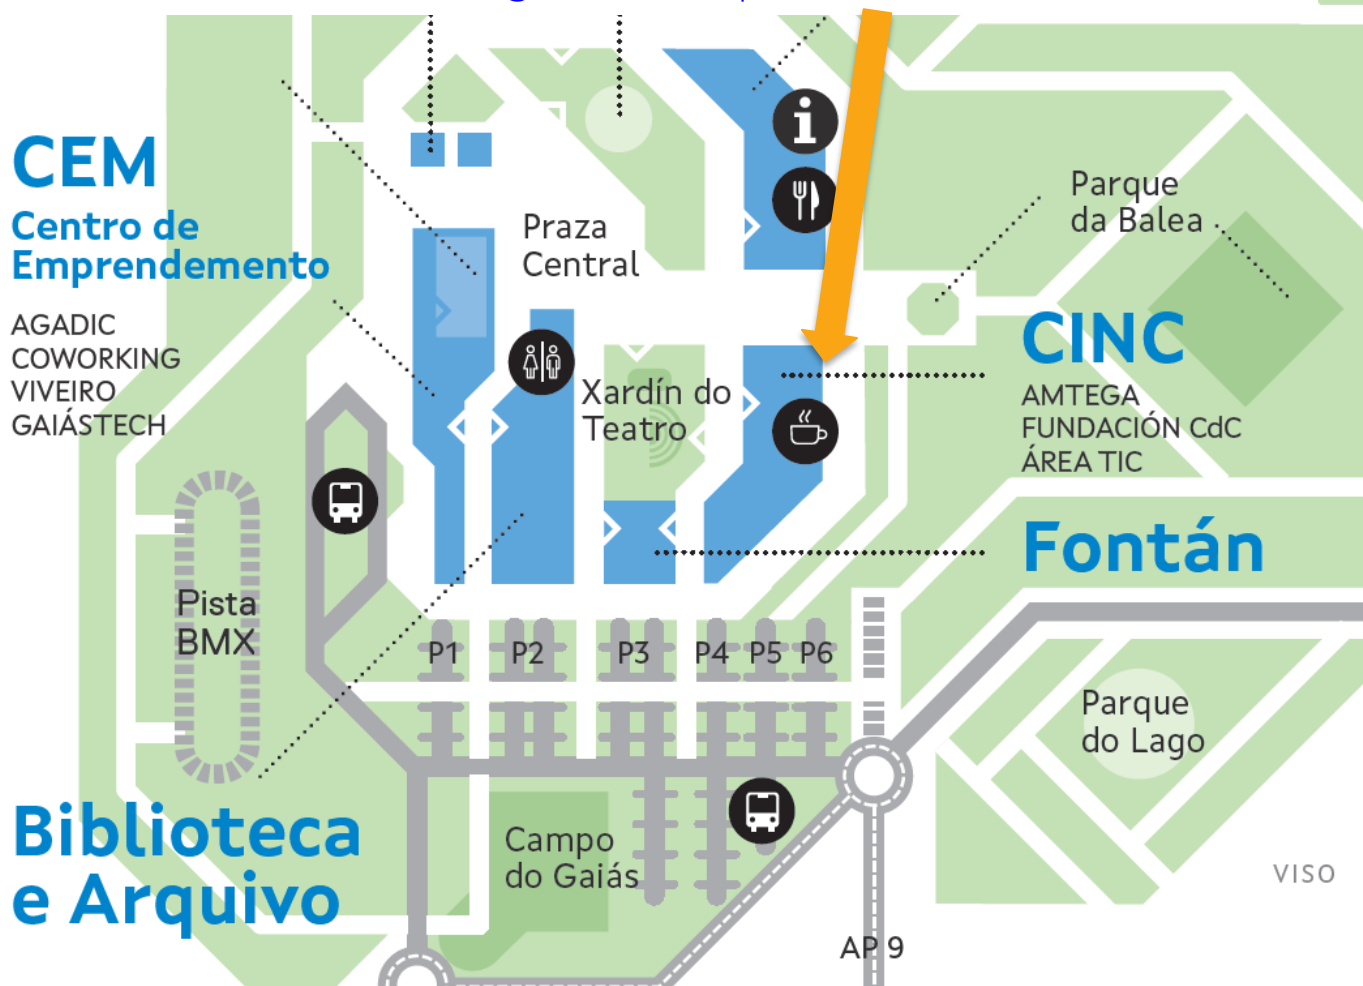 CEM
Centro de
Emprendemento
AGADIC
COWORKING
VIVEIRO
GAIÁSTECH
Praza
Central
Parque
da Balea
CINC
AMTEGA
FUNDACIÓN CdC
ÁREA TIC
Xardín do
Teatro
Fontán
Pista
BMX
P1
P2
P3
P4
P5
P6
Parque
do Lago
Biblioteca
e Arquivo
Campo
do Gaiás
VISO
AP 9